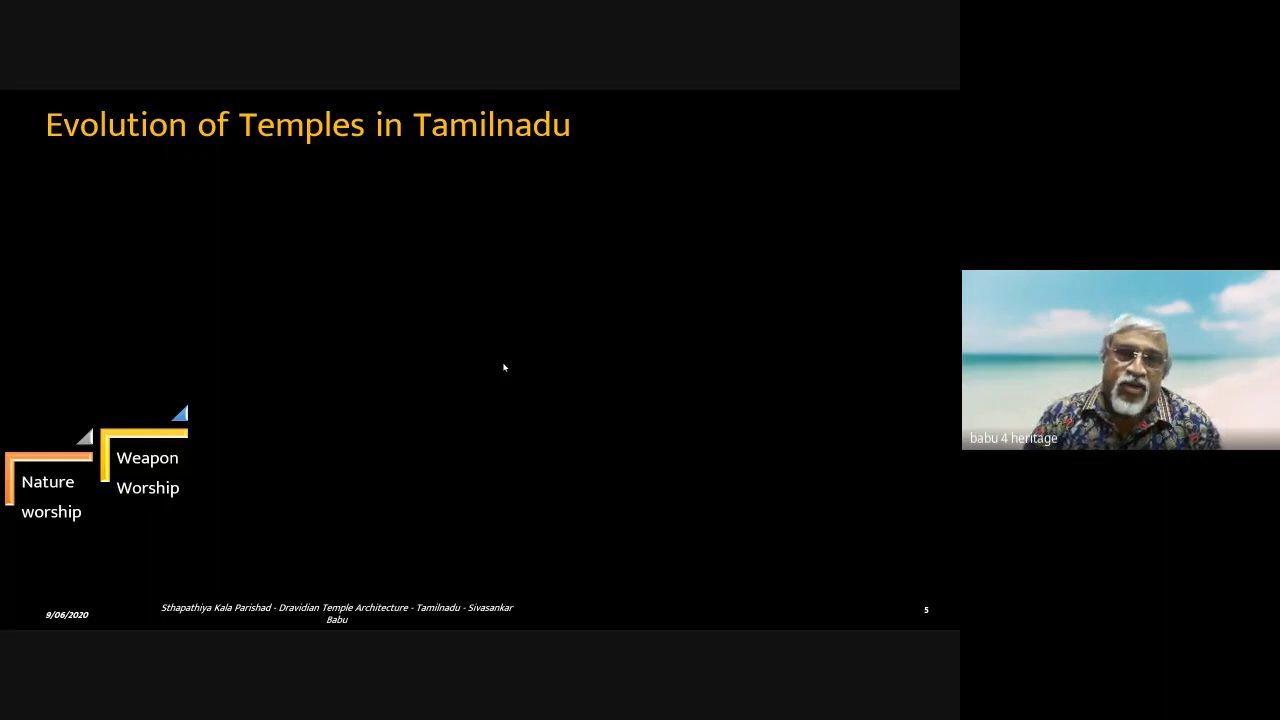 Evolution of Temples in Tamilnadu
Weapon
Worship
Nature
worship
babu 4 heritage
9/06/2020
Sthapathiya Kala Parishad - Dravidian Temple Architecture - Tamilnadu - Sivasankar
Babu
5